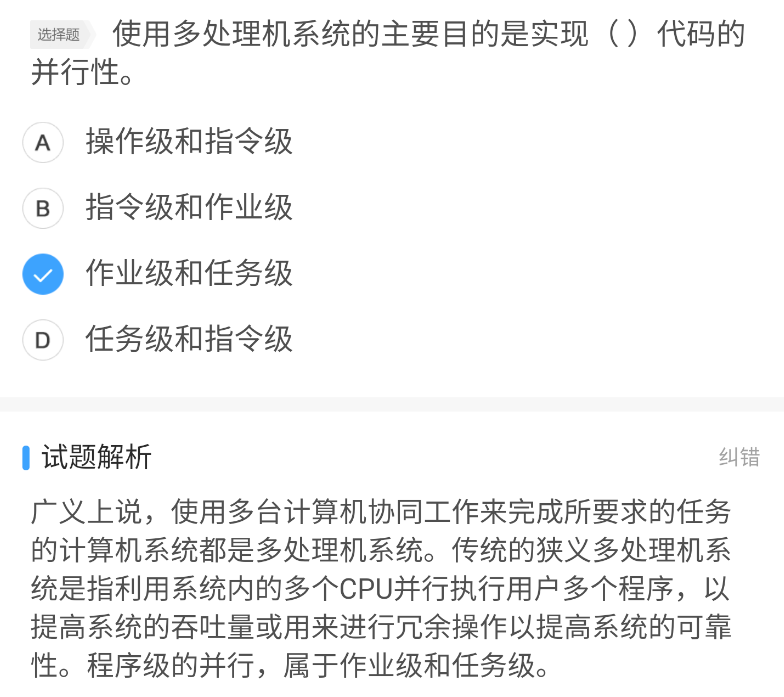 选择题 使用多处理机系统的主要目的是实现（ ）代码的
并行性。
A 操作级和指令级
B 指令级和作业级
作业级和任务级
D 任务级和指令级
试题解析 纠错
广义上说，使用多台计算机协同工作来完成所要求的任务
的计算机系统都是多处理机系统。传统的狭义多处理机系
统是指利用系统内的多个CPU并行执行用户多个程序，以
提高系统的吞吐量或用来进行冗余操作以提高系统的可靠
性。程序级的并行，属于作业级和任务级。